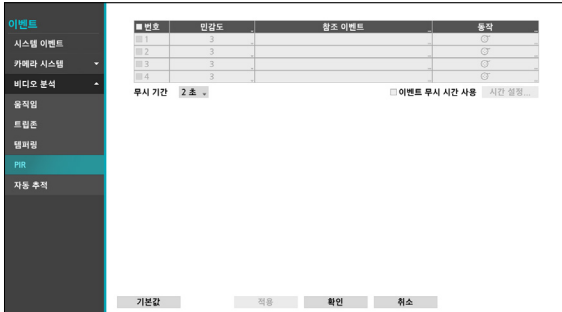 이벤트
시스템 이벤트
카메라 시스템
비디오 분석
움직임
트립존
탬퍼링
PIR
자동 추적
번호 민감도 참조 이벤트 동작
1 3
2 3
3 3
4 3
무시 기간 2 초 이벤트 무시 시간 사용 시간 설정...
기본값 적용 확인 취소